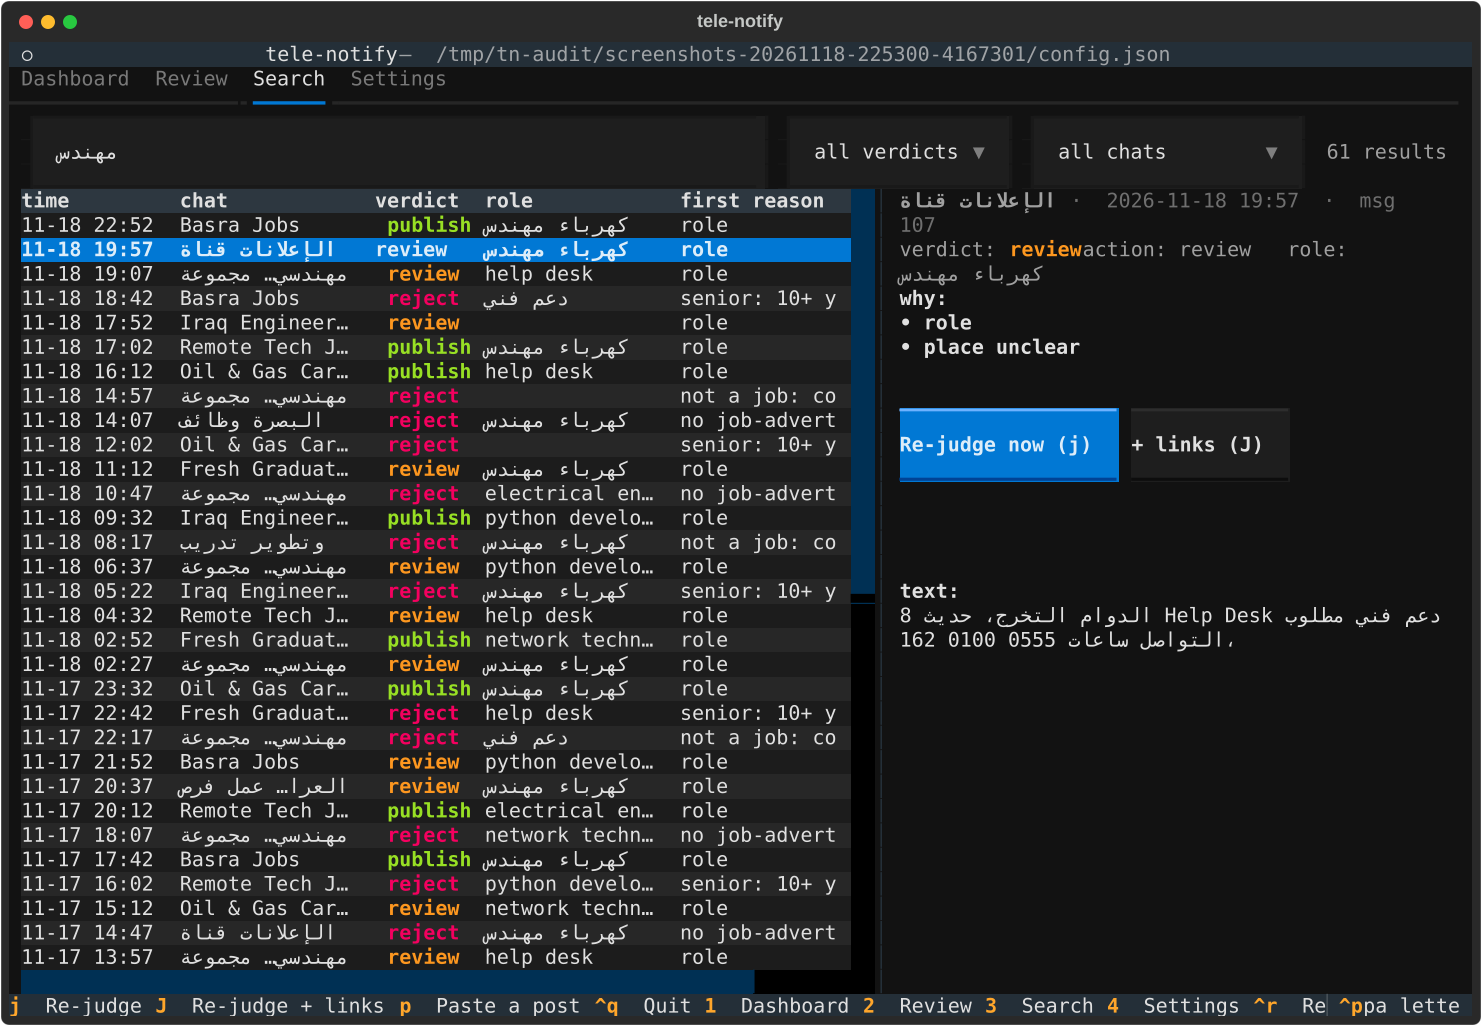 tele-notify
tele-notify— /tmp/tn-audit/screenshots-20261118-225300-4167301/config.json
Dashboard Review Search Settings
مهندس
all verdicts ▼
all chats ▼
61 results
time chat verdict role first reason
11-18 22:52 Basra Jobs publish كهرباء مهندس role
11-18 19:57 الإعلانات قناة review كهرباء مهندس role
11-18 19:07 مهندسي… مجموعة review help desk role
11-18 18:42 Basra Jobs reject دعم فني senior: 10+ y
11-18 17:52 Iraq Engineer… review role
11-18 17:02 Remote Tech J… publish كهرباء مهندس role
11-18 16:12 Oil & Gas Car… publish help desk role
11-18 14:57 مهندسي… مجموعة reject not a job: co
11-18 14:07 البصرة وظائف reject كهرباء مهندس no job-advert
11-18 12:02 Oil & Gas Car… reject senior: 10+ y
11-18 11:12 Fresh Graduat… review كهرباء مهندس role
11-18 10:47 مهندسي… مجموعة reject electrical en… no job-advert
11-18 09:32 Iraq Engineer… publish python develo… role
11-18 08:17 وتطوير تدريب reject كهرباء مهندس not a job: co
11-18 06:37 مهندسي… مجموعة review python develo… role
11-18 05:22 Iraq Engineer… reject كهرباء مهندس senior: 10+ y
11-18 04:32 Remote Tech J… review help desk role
11-18 02:52 Fresh Graduat… publish network techn… role
11-18 02:27 مهندسي… مجموعة review كهرباء مهندس role
11-17 23:32 Oil & Gas Car… publish كهرباء مهندس role
11-17 22:42 Fresh Graduat… reject help desk senior: 10+ y
11-17 22:17 مهندسي… مجموعة reject دعم فني not a job: co
11-17 21:52 Basra Jobs review python develo… role
11-17 20:37 العرا… عمل فرص review كهرباء مهندس role
11-17 20:12 Remote Tech J… publish electrical en… role
11-17 18:07 مهندسي… مجموعة reject network techn… no job-advert
11-17 17:42 Basra Jobs publish كهرباء مهندس role
11-17 16:02 Remote Tech J… reject python develo… senior: 10+ y
11-17 15:12 Oil & Gas Car… review network techn… role
11-17 14:47 الإعلانات قناة reject كهرباء مهندس no job-advert
11-17 13:57 مهندسي… مجموعة review help desk role
الإعلانات قناة · 2026-11-18 19:57 · msg
107
verdict: reviewaction: review role:
كهرباء مهندس
why:
• role
• place unclear
Re-judge now (j) + links (J)
text:
دعم فني مطلوب Help Desk الدوام التخرج، حديث 8
،التواصل ساعات 0555 0100 162
j Re-judge J Re-judge + links p Paste a post ^q Quit 1 Dashboard 2 Review 3 Search 4 Settings ^r Re ^ppa lette